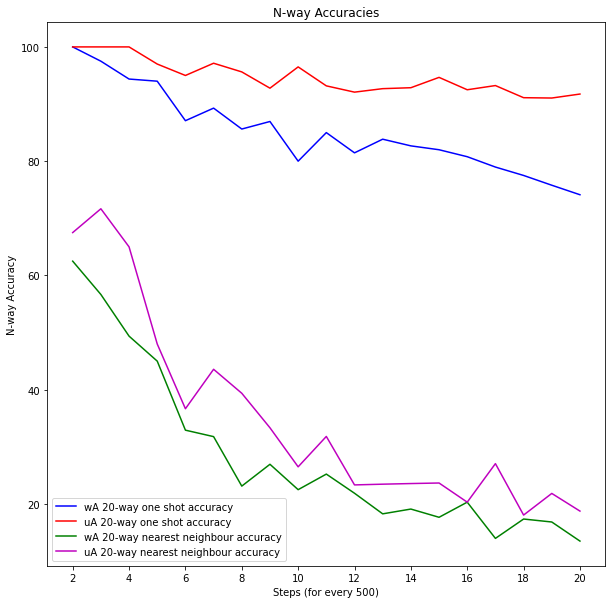 N-way Accuracies
100
80
60
40
20
N-way Accuracy
wA 20-way one shot accuracy
uA 20-way one shot accuracy
wA 20-way nearest neighbour accuracy
uA 20-way nearest neighbour accuracy
2 4 6 8 10 12 14 16 18 20
Steps (for every 500)